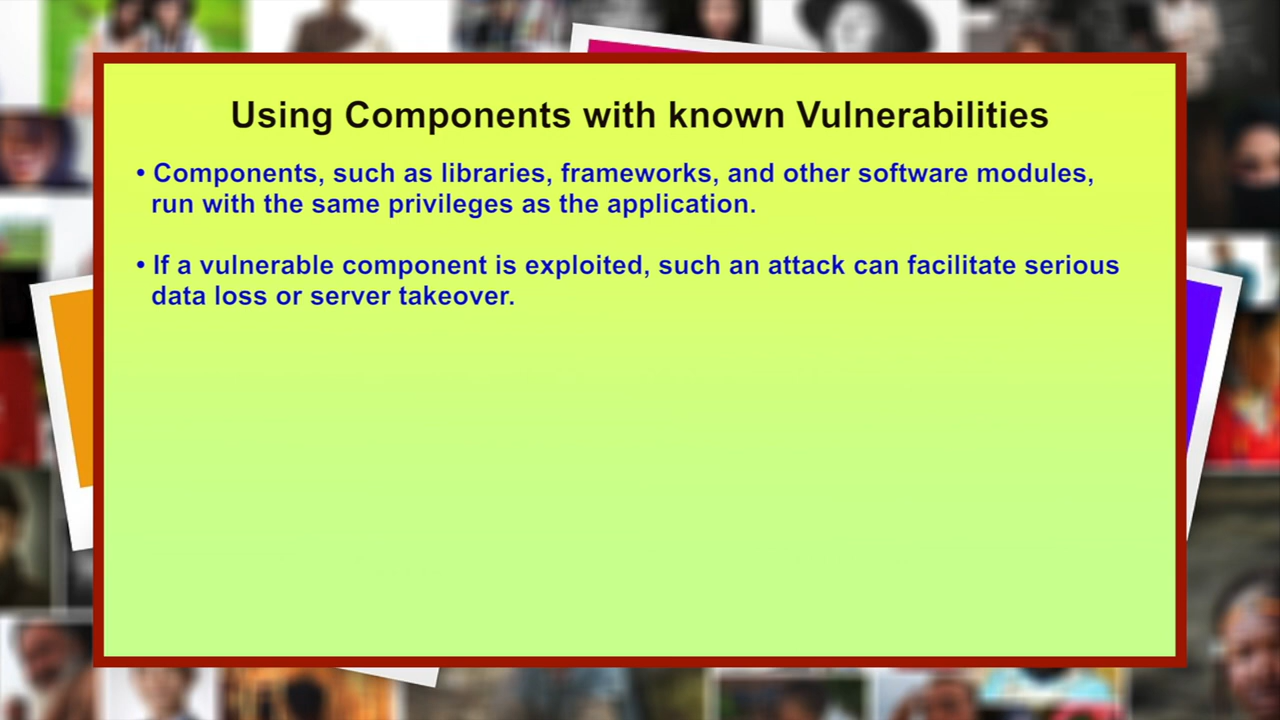 Using Components with known Vulnerabilities
• Components, such as libraries, frameworks, and other software modules,
run with the same privileges as the application.
• If a vulnerable component is exploited, such an attack can facilitate serious
data loss or server takeover.